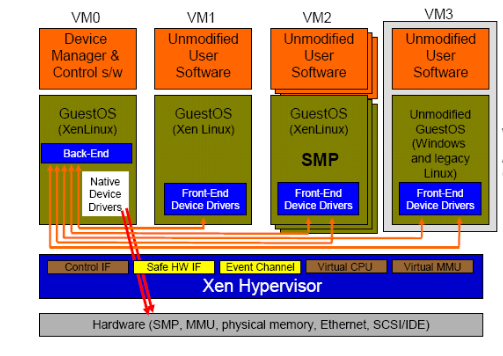 VM0
VM1
VM2
VM3
Device
Manager &
Control s/w
Unmodified
User
Software
Unmodified
User
Software
Unmodified
User
Software
GuestOS
(XenLinux)
Back-End
Native
Device
Drivers
GuestOS
(Xen Linux)
Front-End
Device Drivers
GuestOS
(XenLinux)
SMP
Front-End
Device Drivers
Unmodified
GuestOS
(Windows
and legacy
Linux)
Front-End
Device Drivers
Control IF
Safe HW IF
Event Channel
Virtual CPU
Virtual MMU
Xen Hypervisor
Hardware (SMP, MMU, physical memory, Ethernet, SCSI/IDE)